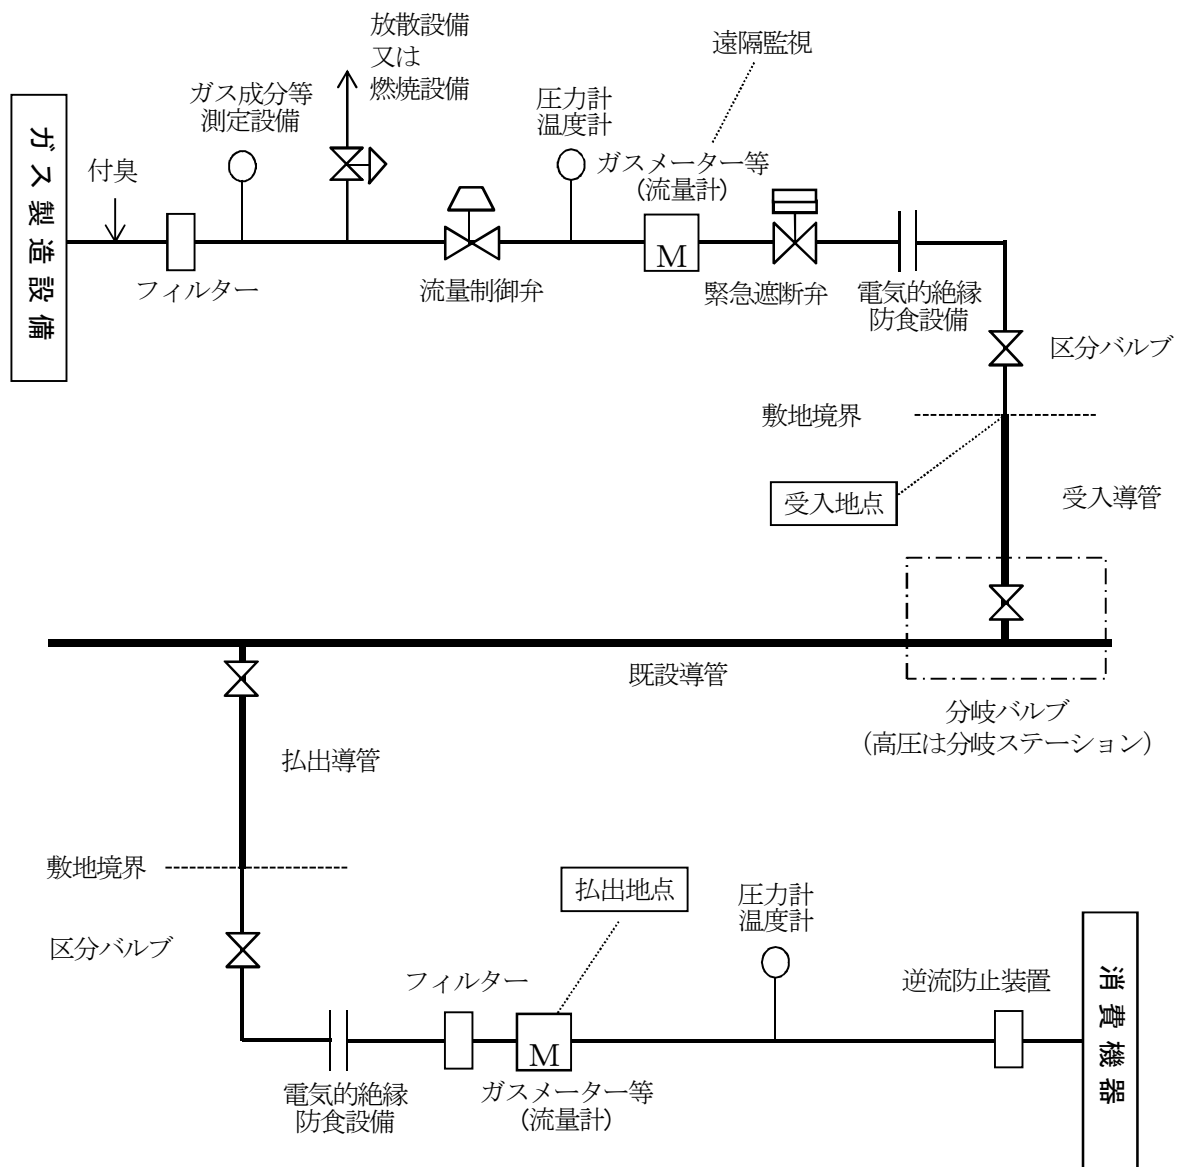 放散設備
又は
燃焼設備
遠隔監視
ガス成分等
測定設備
圧力計
温度計
ガスメーター等
(流量計)
付臭
ガス製造設備
M
フィルター
流量制御弁
緊急遮断弁
電気的絶縁
防食設備
区分バルブ
敷地境界
受入地点
受入導管
既設導管
分岐バルブ
(高圧は分岐ステーション)
払出導管
敷地境界
払出地点
圧力計
温度計
区分バルブ
フィルター
逆流防止装置
消費機器
M
電気的絶縁
防食設備
ガスメーター等
(流量計)